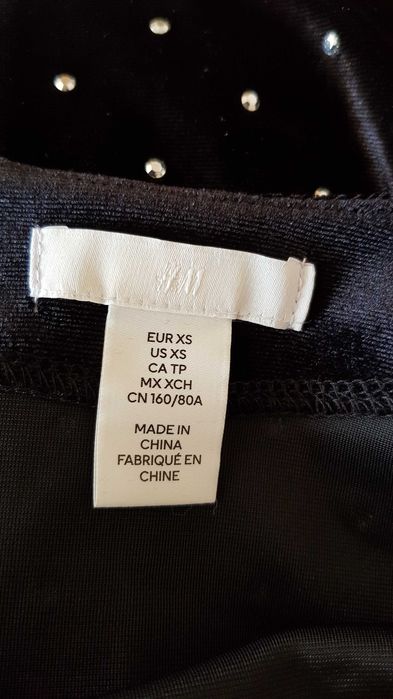 H&M
EUR XS
US XS
CA TP
MX XCH
CN 160/80A
MADE IN
CHINA
FABRIQUÉ EN
CHINE